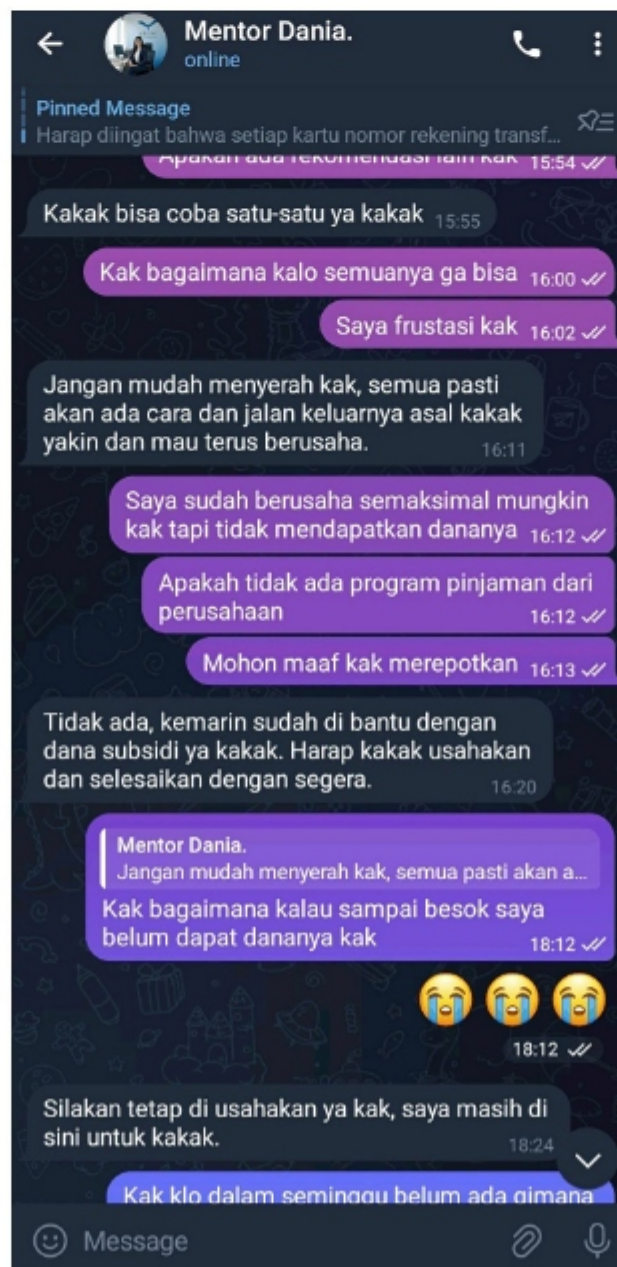 Mentor Dania.
online
Pinned Message
Harap diingat bahwa setiap kartu nomor rekening transf...
Apakah ada rekomendasi lain kak 15:54
Kakak bisa coba satu-satu ya kakak 15:55
Kak bagaimana kalo semuanya ga bisa 16:00
Saya frustasi kak 16:02
Jangan mudah menyerah kak, semua pasti
akan ada cara dan jalan keluarnya asal kakak
yakin dan mau terus berusaha. 16:11
Saya sudah berusaha semaksimal mungkin
kak tapi tidak mendapatkan dananya 16:12
Apakah tidak ada program pinjaman dari
perusahaan 16:12
Mohon maaf kak merepotkan 16:13
Tidak ada, kemarin sudah di bantu dengan
dana subsidi ya kakak. Harap kakak usahakan
dan selesaikan dengan segera. 16:20
Mentor Dania.
Jangan mudah menyerah kak, semua pasti akan a...
Kak bagaimana kalau sampai besok saya
belum dapat dananya kak 18:12
😭 😭 😭
18:12
Silakan tetap di usahakan ya kak, saya masih di
sini untuk kakak. 18:24
Kak klo dalam seminggu belum ada gimana
Message